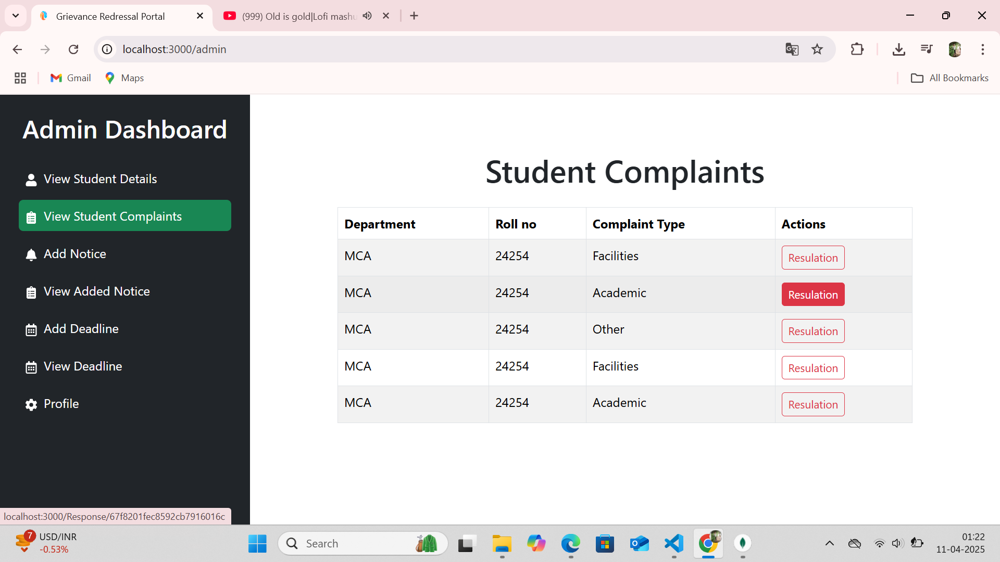 Grievance Redressal Portal
(999) Old is gold|Lofi mashu
localhost:3000/admin
Gmail
Maps
All Bookmarks
Admin Dashboard
View Student Details
View Student Complaints
Add Notice
View Added Notice
Add Deadline
View Deadline
Profile
Student Complaints
Department Roll no Complaint Type Actions
MCA 24254 Facilities Resulation
MCA 24254 Academic Resulation
MCA 24254 Other Resulation
MCA 24254 Facilities Resulation
MCA 24254 Academic Resulation
localhost:3000/Response/67f8201fec8592cb7916016c
7
USD/INR
-0.53%
Search
01:22
11-04-2025